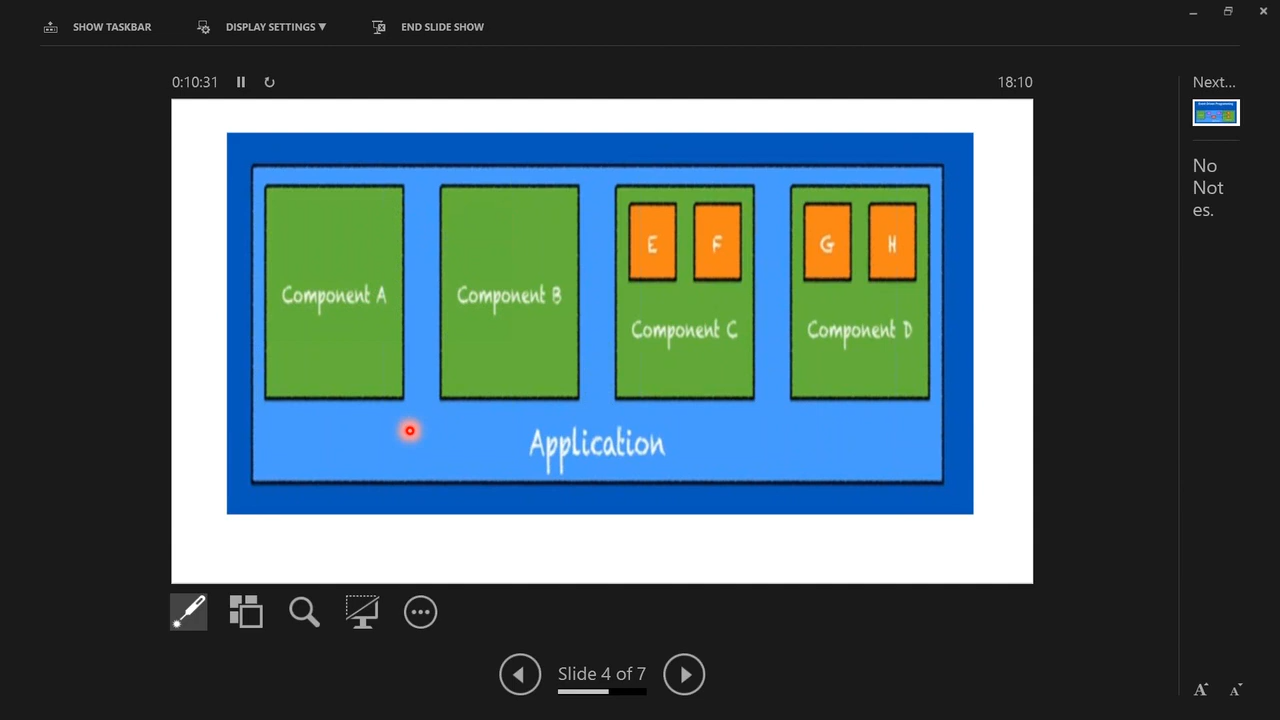 SHOW TASKBAR
DISPLAY SETTINGS ▼
END SLIDE SHOW
0:10:31
18:10
Next...
E
F
G
H
Component A
Component B
Component C
Component D
Application
No
Not
es.
Slide 4 of 7
A
A